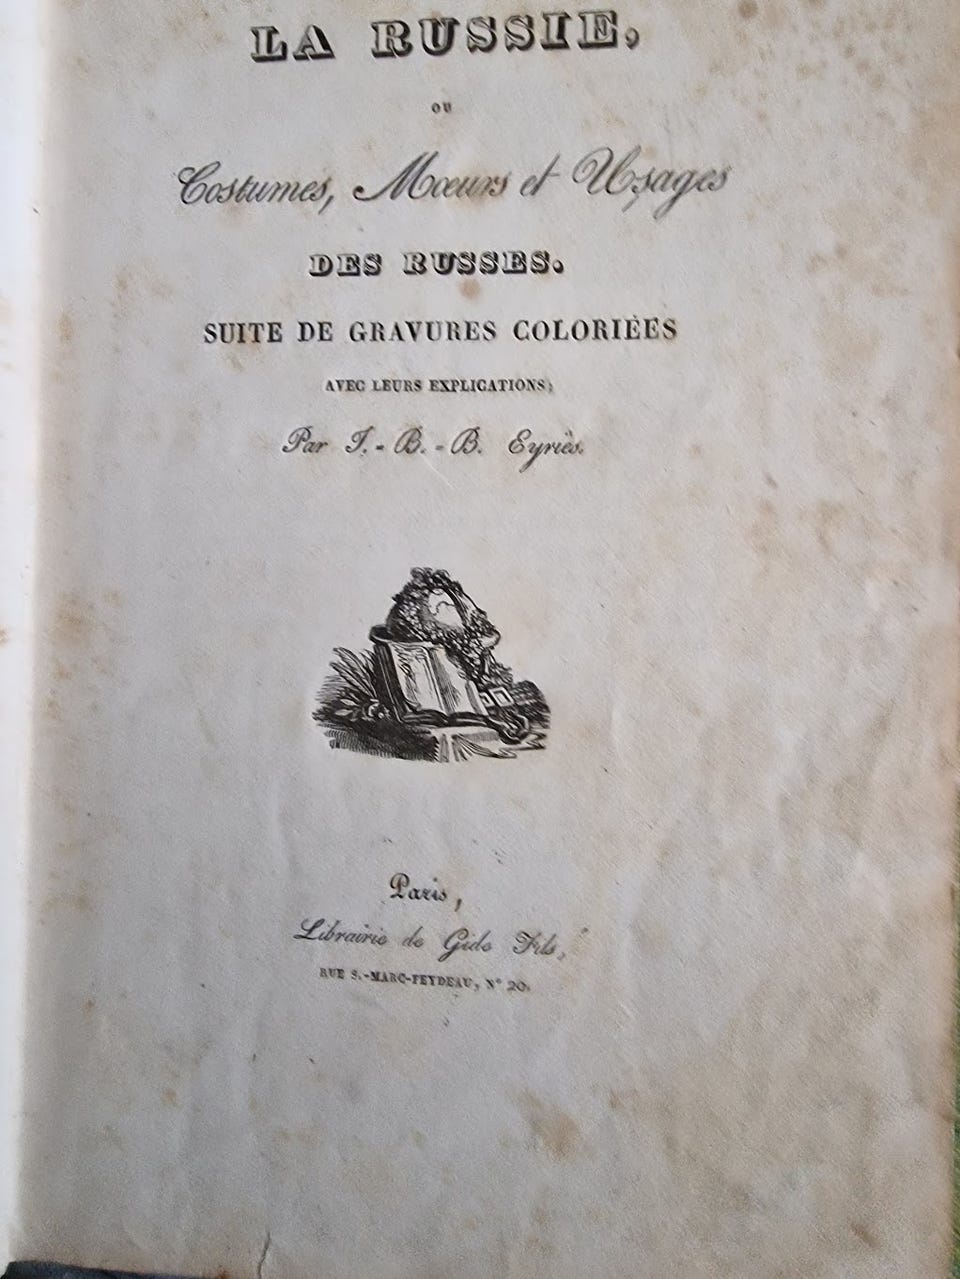 LA RUSSIE,
OU
Costumes, Mœurs et Usages
DES RUSSES.
SUITE DE GRAVURES COLORIÉES
AVEC LEURS EXPLICATIONS;
Par J.-B.-B. Eyriès.
Paris,
Librairie de Gide Fils,
RUE S.-MARC-FEYDEAU, N° 20.